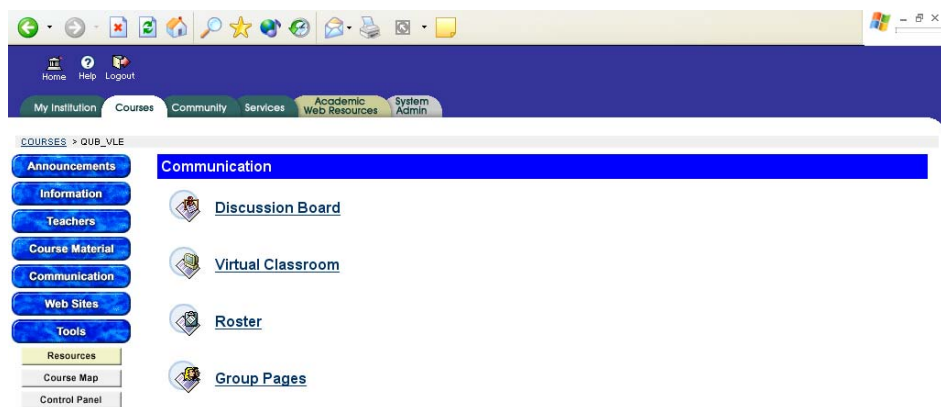 Home Help Logout
My Institution Courses Community Services Academic Web Resources System Admin
COURSES > QUB_VLE
Announcements
Information
Teachers
Course Material
Communication
Web Sites
Tools
Resources
Course Map
Control Panel
Communication
Discussion Board
Virtual Classroom
Roster
Group Pages